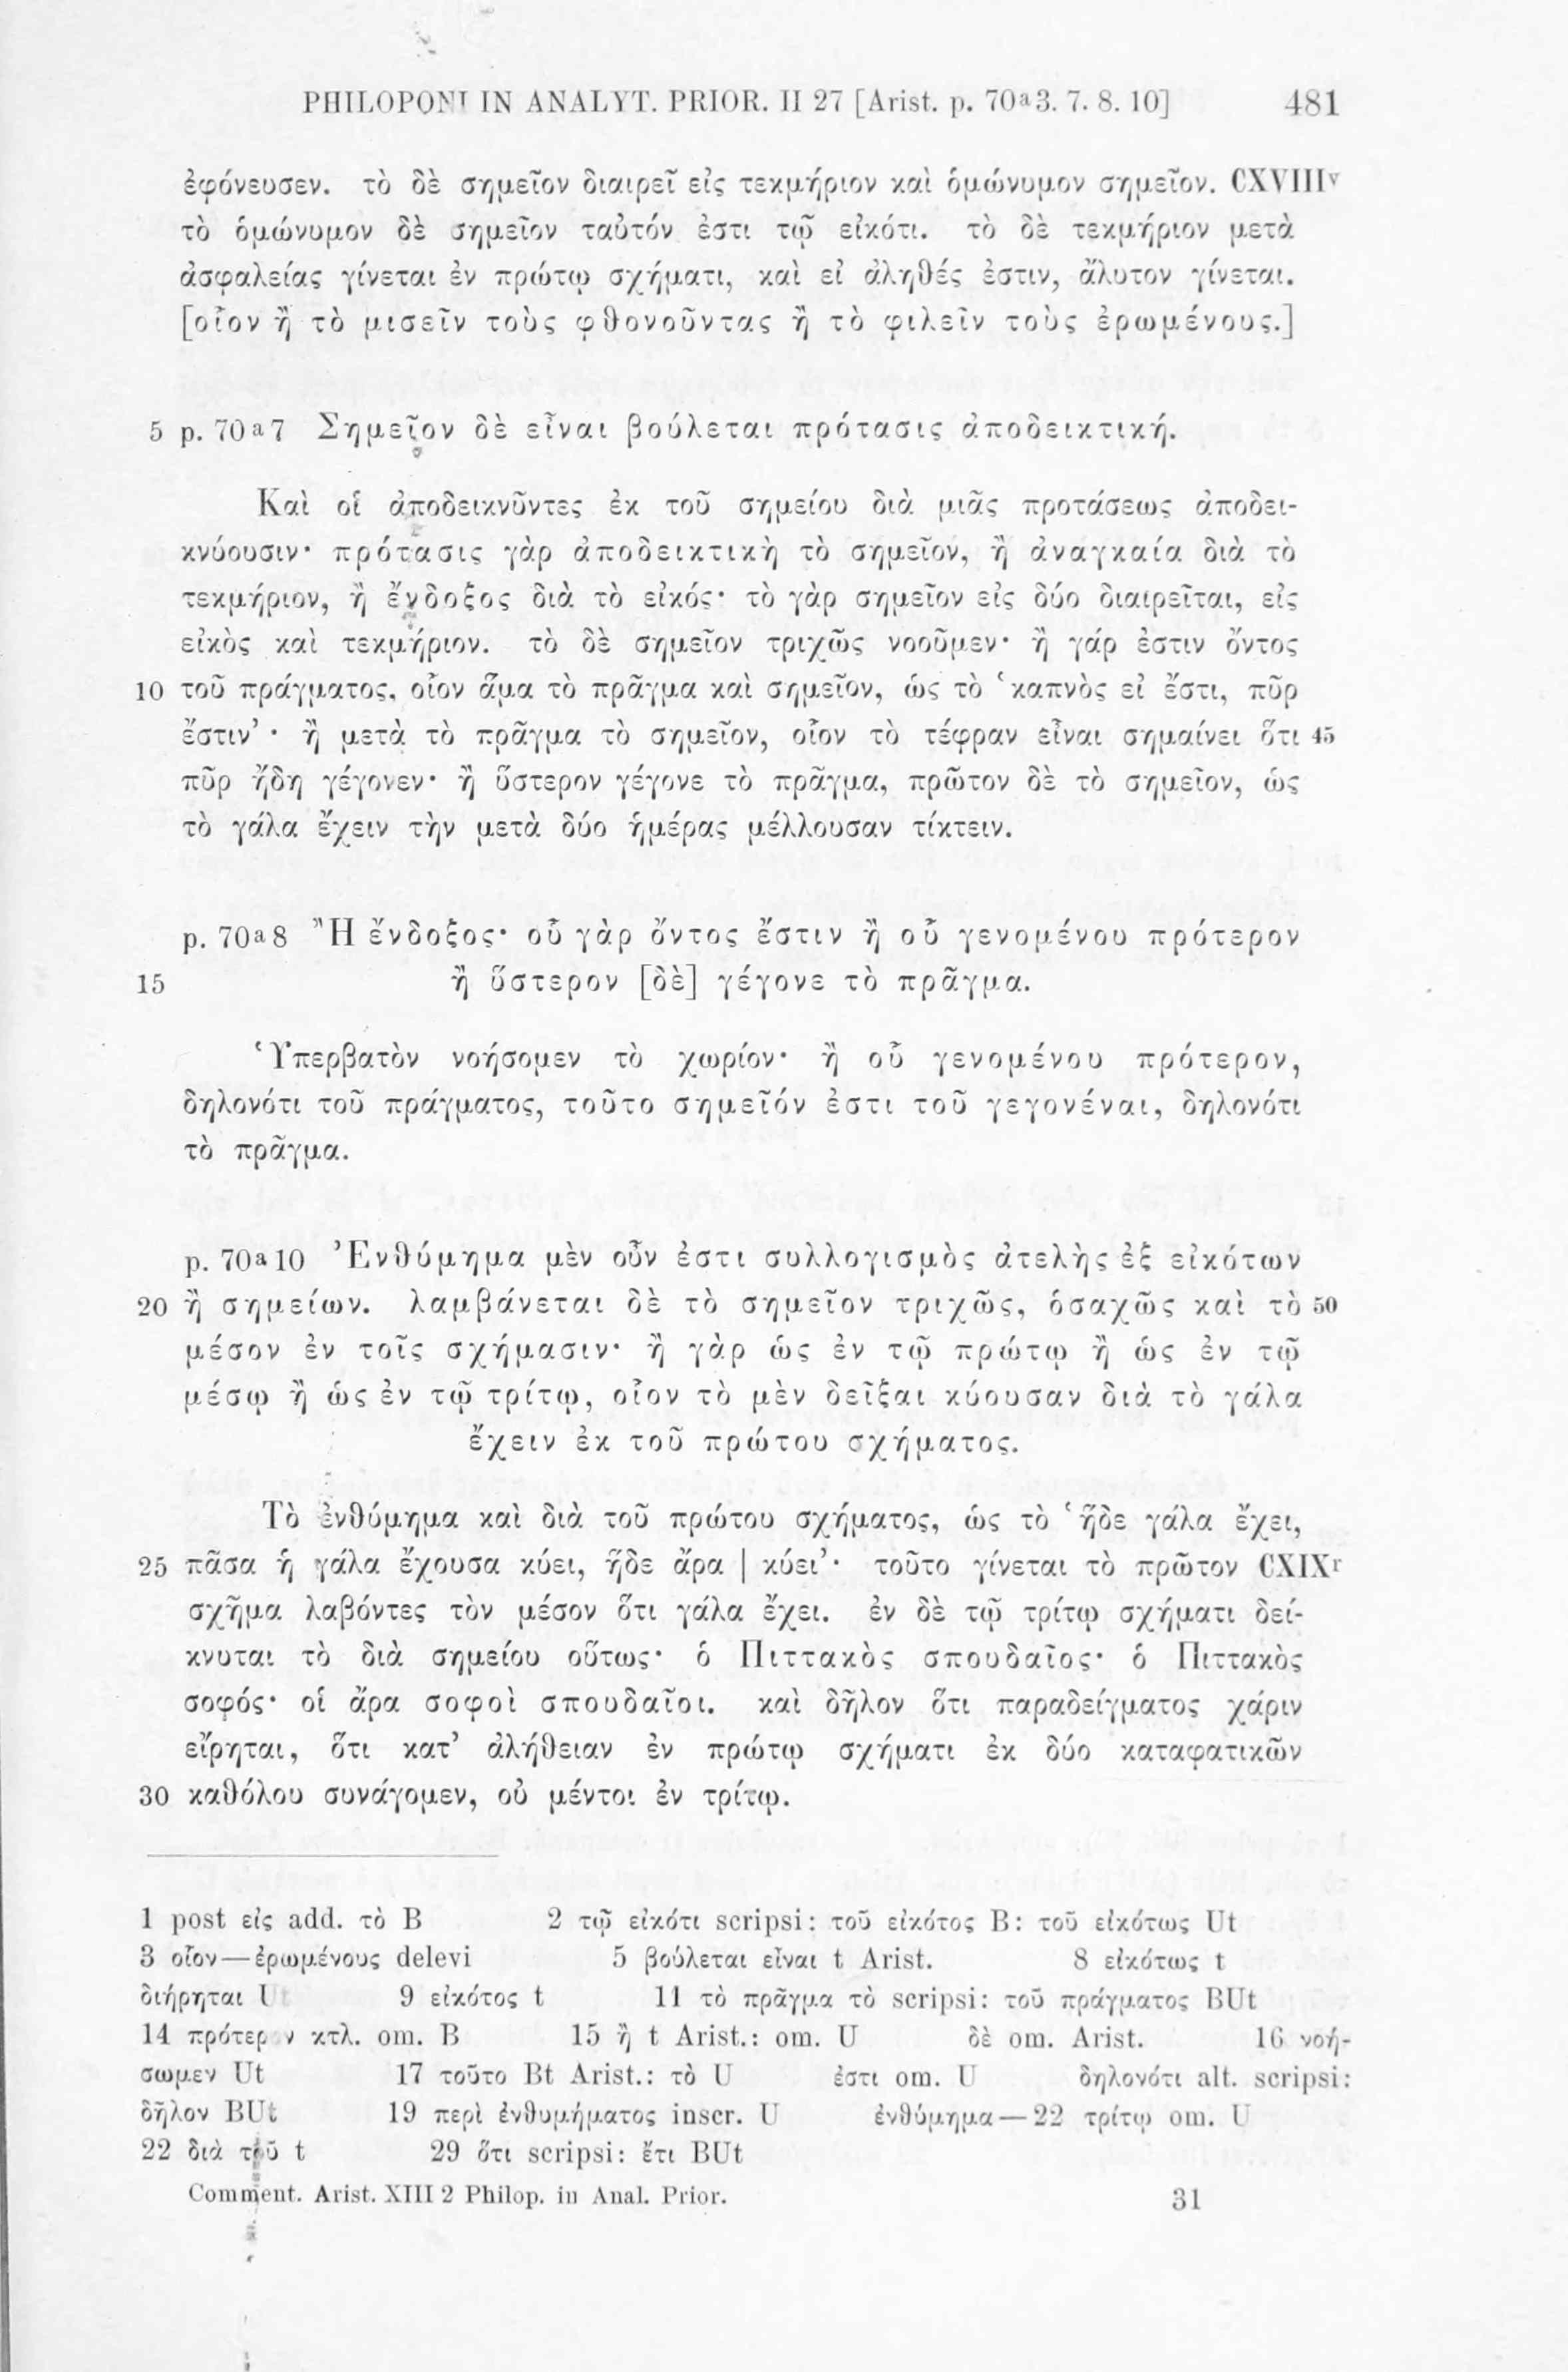 PHILOPONI IN ANALYT. PRIOR. II 27 [Arist. p. 70ª3. 7. 8. 10] 481
ἐφόνευσεν. τὸ δὲ σημεῖον διαιρεῖ εἰς τεκμήριον καὶ ὁμώνυμον σημεῖον. CXVIIIᵛ
τὸ ὁμώνυμον δὲ σημεῖον ταὐτόν ἐστι τῷ εἰκότι. τὸ δὲ τεκμήριον μετὰ
ἀσφαλείας γίνεται ἐν πρώτῳ σχήματι, καὶ εἰ ἀληθές ἐστιν, ἄλυτον γίνεται.
[οἷον ἢ τὸ μισεῖν τοὺς φθονοῦντας ἢ τὸ φιλεῖν τοὺς ἐρωμένους.]
5 p. 70ª7 Σημεῖον δὲ εἶναι βούλεται πρότασις ἀποδεικτική.
Καὶ οἱ ἀποδεικνῦντες ἐκ τοῦ σημείου διὰ μιᾶς προτάσεως ἀποδει-
κνύουσιν· πρότασις γὰρ ἀποδεικτικὴ τὸ σημεῖον, ἢ ἀναγκαία διὰ τὸ
τεκμήριον, ἢ ἔνδοξος διὰ τὸ εἰκός· τὸ γὰρ σημεῖον εἰς δύο διαιρεῖται, εἰς
εἰκὸς καὶ τεκμήριον. τὸ δὲ σημεῖον τριχῶς νοοῦμεν· ἢ γάρ ἐστιν ὄντος
10 τοῦ πράγματος, οἷον ἅμα τὸ πρᾶγμα καὶ σημεῖον, ὡς τὸ ‘καπνὸς εἰ ἔστι, πῦρ
ἔστιν’· ἢ μετὰ τὸ πρᾶγμα τὸ σημεῖον, οἷον τὸ τέφραν εἶναι σημαίνει ὅτι 45
πῦρ ἤδη γέγονεν· ἢ ὕστερον γέγονε τὸ πρᾶγμα, πρῶτον δὲ τὸ σημεῖον, ὡς
τὸ γάλα ἔχειν τὴν μετὰ δύο ἡμέρας μέλλουσαν τίκτειν.
p. 70ª8 Ἢ ἔνδοξος· οὗ γὰρ ὄντος ἔστιν ἢ οὗ γενομένου πρότερον
15 ἢ ὕστερον [δὲ] γέγονε τὸ πρᾶγμα.
Ὑπερβατὸν νοήσομεν τὸ χωρίον· ἢ οὗ γενομένου πρότερον,
δηλονότι τοῦ πράγματος, τοῦτο σημεῖόν ἐστι τοῦ γεγονέναι, δηλονότι
τὸ πρᾶγμα.
p. 70ª10 Ἐνθύμημα μὲν οὖν ἐστι συλλογισμὸς ἀτελὴς ἐξ εἰκότων
20 ἢ σημείων. λαμβάνεται δὲ τὸ σημεῖον τριχῶς, ὁσαχῶς καὶ τὸ 50
μέσον ἐν τοῖς σχήμασιν· ἢ γὰρ ὡς ἐν τῷ πρώτῳ ἢ ὡς ἐν τῷ
μέσῳ ἢ ὡς ἐν τῷ τρίτῳ, οἷον τὸ μὲν δεῖξαι κύουσαν διὰ τὸ γάλα
ἔχειν ἐκ τοῦ πρώτου σχήματος.
Τὸ ἐνθύμημα καὶ διὰ τοῦ πρώτου σχήματος, ὡς τὸ ‘ἥδε γάλα ἔχει,
25 πᾶσα ἡ γάλα ἔχουσα κύει, ἥδε ἄρα | κύει’· τοῦτο γίνεται τὸ πρῶτον CXIXʳ
σχῆμα λαβόντες τὸν μέσον ὅτι γάλα ἔχει. ἐν δὲ τῷ τρίτῳ σχήματι δεί-
κνυται τὸ διὰ σημείου οὕτως· ὁ Πιττακὸς σπουδαῖος· ὁ Πιττακὸς
σοφός· οἱ ἄρα σοφοὶ σπουδαῖοι. καὶ δῆλον ὅτι παραδείγματος χάριν
εἴρηται, ὅτι κατ’ ἀλήθειαν ἐν πρώτῳ σχήματι ἐκ δύο καταφατικῶν
30 καθόλου συνάγομεν, οὐ μέντοι ἐν τρίτῳ.
1 post εἰς add. τὸ B 2 τῷ εἰκότι scripsi: τοῦ εἰκότος B: τοῦ εἰκότως Ut
3 οἷον—ἐρωμένους delevi 5 βούλεται εἶναι t Arist. 8 εἰκότως t
διήρηται Ut 9 εἰκότος t 11 τὸ πρᾶγμα τὸ scripsi: τοῦ πράγματος BUt
14 πρότερον κτλ. om. B 15 ἢ t Arist.: om. U δὲ om. Arist. 16 νοή-
σωμεν Ut 17 τοῦτο Bt Arist.: τὸ U ἐστι om. U δηλονότι alt. scripsi:
δῆλον BUt 19 περὶ ἐνθυμήματος inscr. U ἐνθύμημα—22 τρίτῳ om. U
22 διὰ τοῦ t 29 ὅτι scripsi: ἔτι BUt
Comment. Arist. XIII 2 Philop. in Anal. Prior. 31